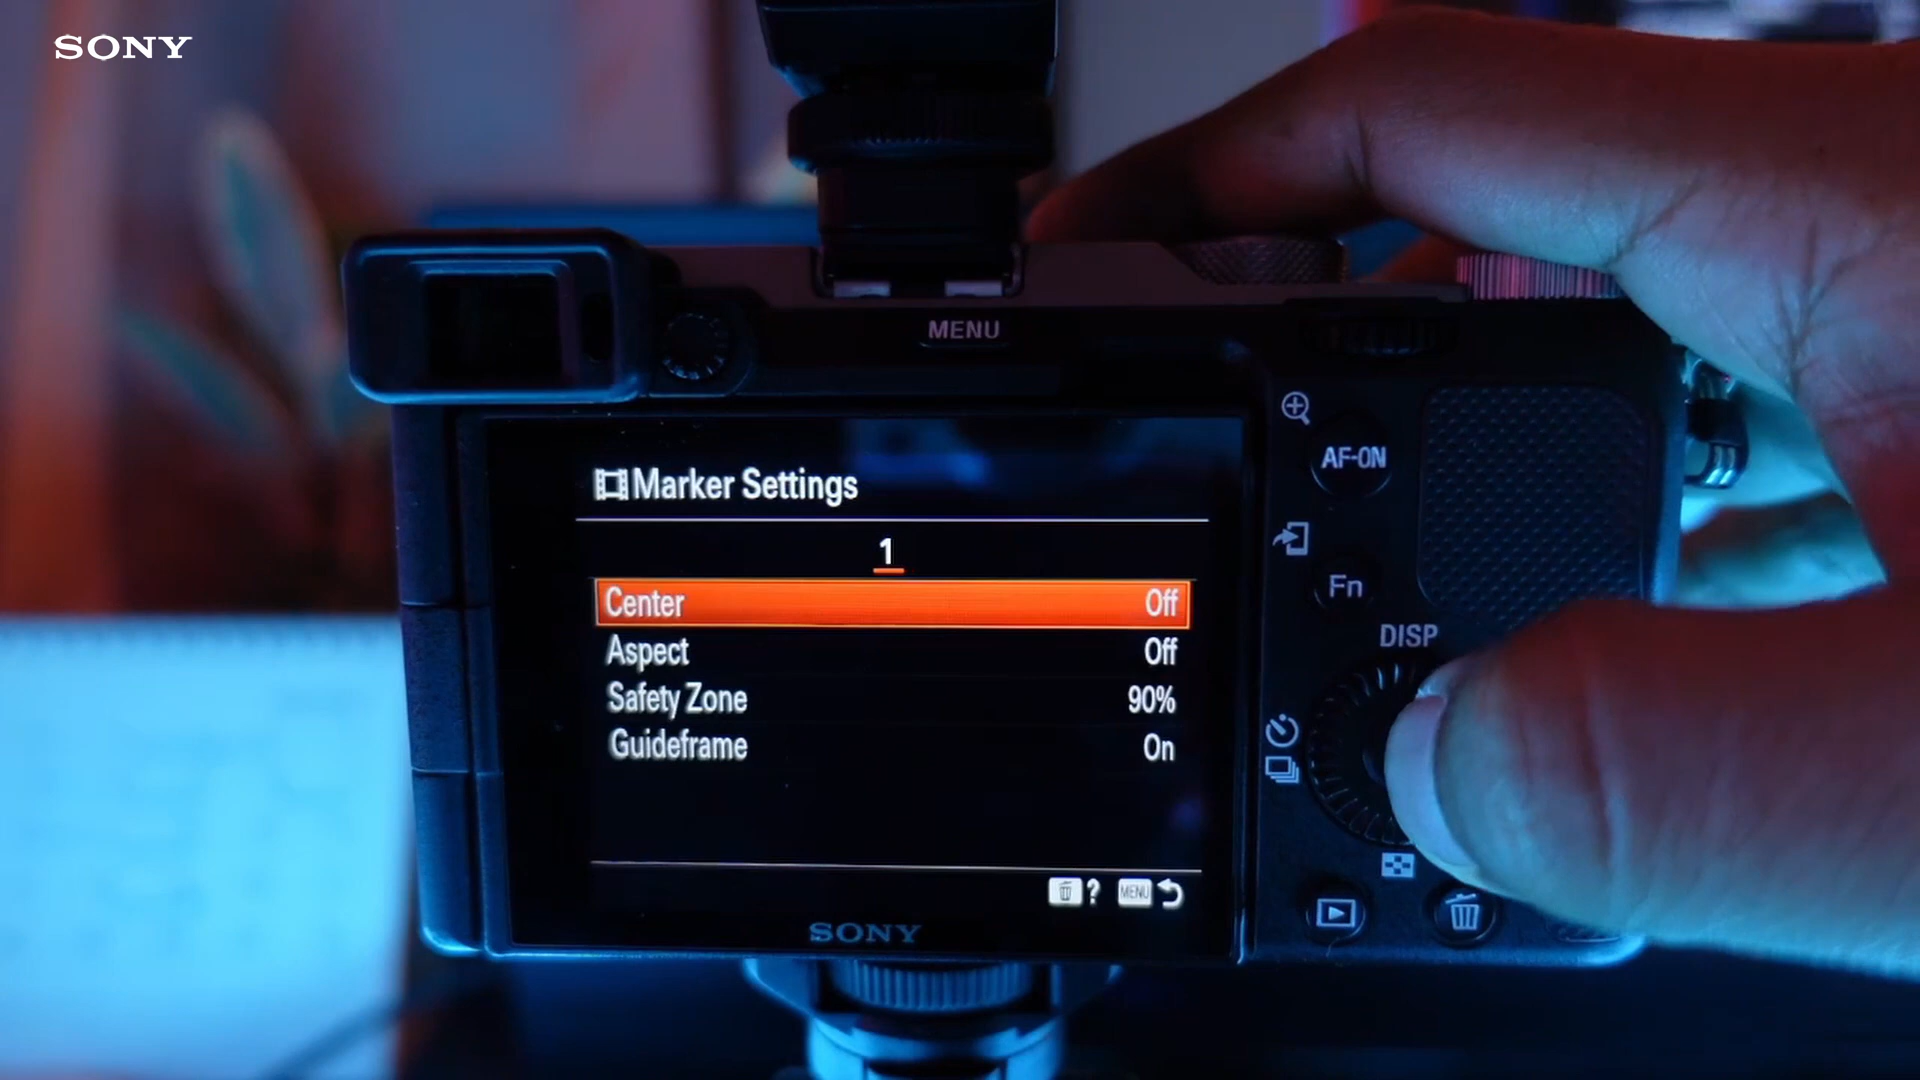 SONY
MENU
AF-ON
Marker Settings
1
Center Off
Fn
Aspect Off
DISP
Safety Zone 90%
Guideframe On
MENU
?
SONY